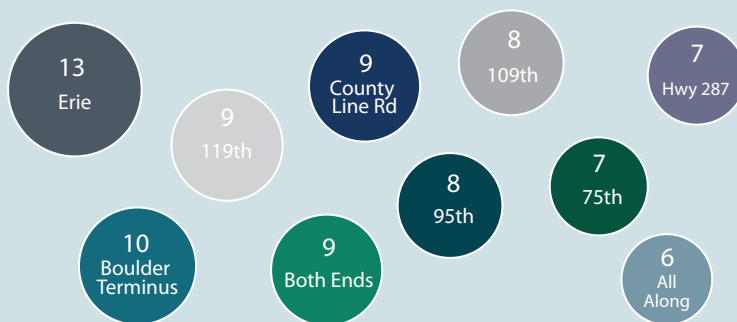 13
Erie
9
119th
9
County
Line Rd
8
109th
7
Hwy 287
10
Boulder
Terminus
9
Both Ends
8
95th
7
75th
6
All
Along